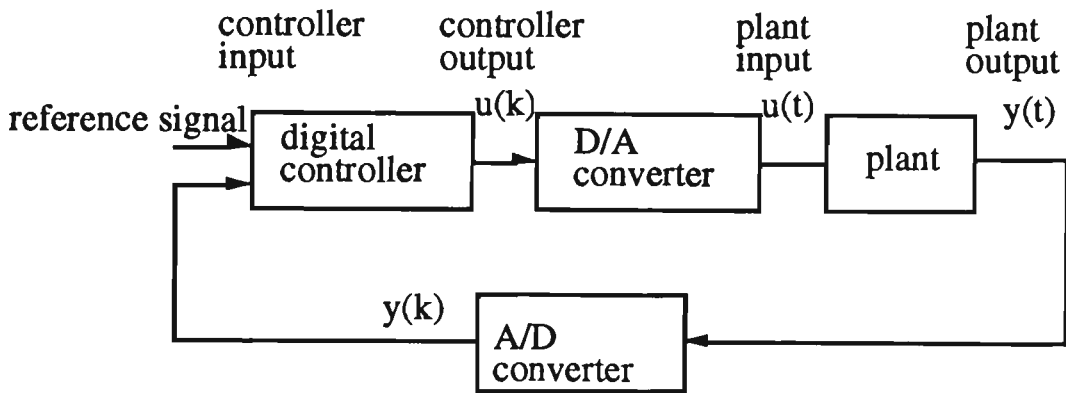 controller
input
controller
output
plant
input
plant
output
u(k)
u(t)
y(t)
reference signal
digital
controller
D/A
converter
plant
y(k)
A/D
converter